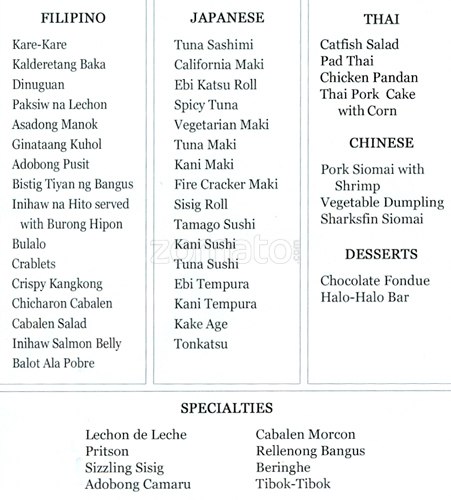 FILIPINO
Kare-Kare
Kalderetang Baka
Dinuguan
Paksiw na Lechon
Asadong Manok
Ginataang Kuhol
Adobong Pusit
Bistig Tiyan ng Bangus
Inihaw na Hito served
with Burong Hipon
Bulalo
Crablets
Crispy Kangkong
Chicharon Cabalen
Cabalen Salad
Inihaw Salmon Belly
Balot Ala Pobre
JAPANESE
Tuna Sashimi
California Maki
Ebi Katsu Roll
Spicy Tuna
Vegetarian Maki
Tuna Maki
Kani Maki
Fire Cracker Maki
Sisig Roll
Tamago Sushi
Kani Sushi
Tuna Sushi
Ebi Tempura
Kani Tempura
Kake Age
Tonkatsu
THAI
Catfish Salad
Pad Thai
Chicken Pandan
Thai Pork Cake
with Corn
CHINESE
Pork Siomai with
Shrimp
Vegetable Dumpling
Sharksfin Siomai
DESSERTS
Chocolate Fondue
Halo-Halo Bar
SPECIALTIES
Lechon de Leche
Pritson
Sizzling Sisig
Adobong Camaru
Cabalen Morcon
Rellenong Bangus
Beringhe
Tibok-Tibok
zomato.com